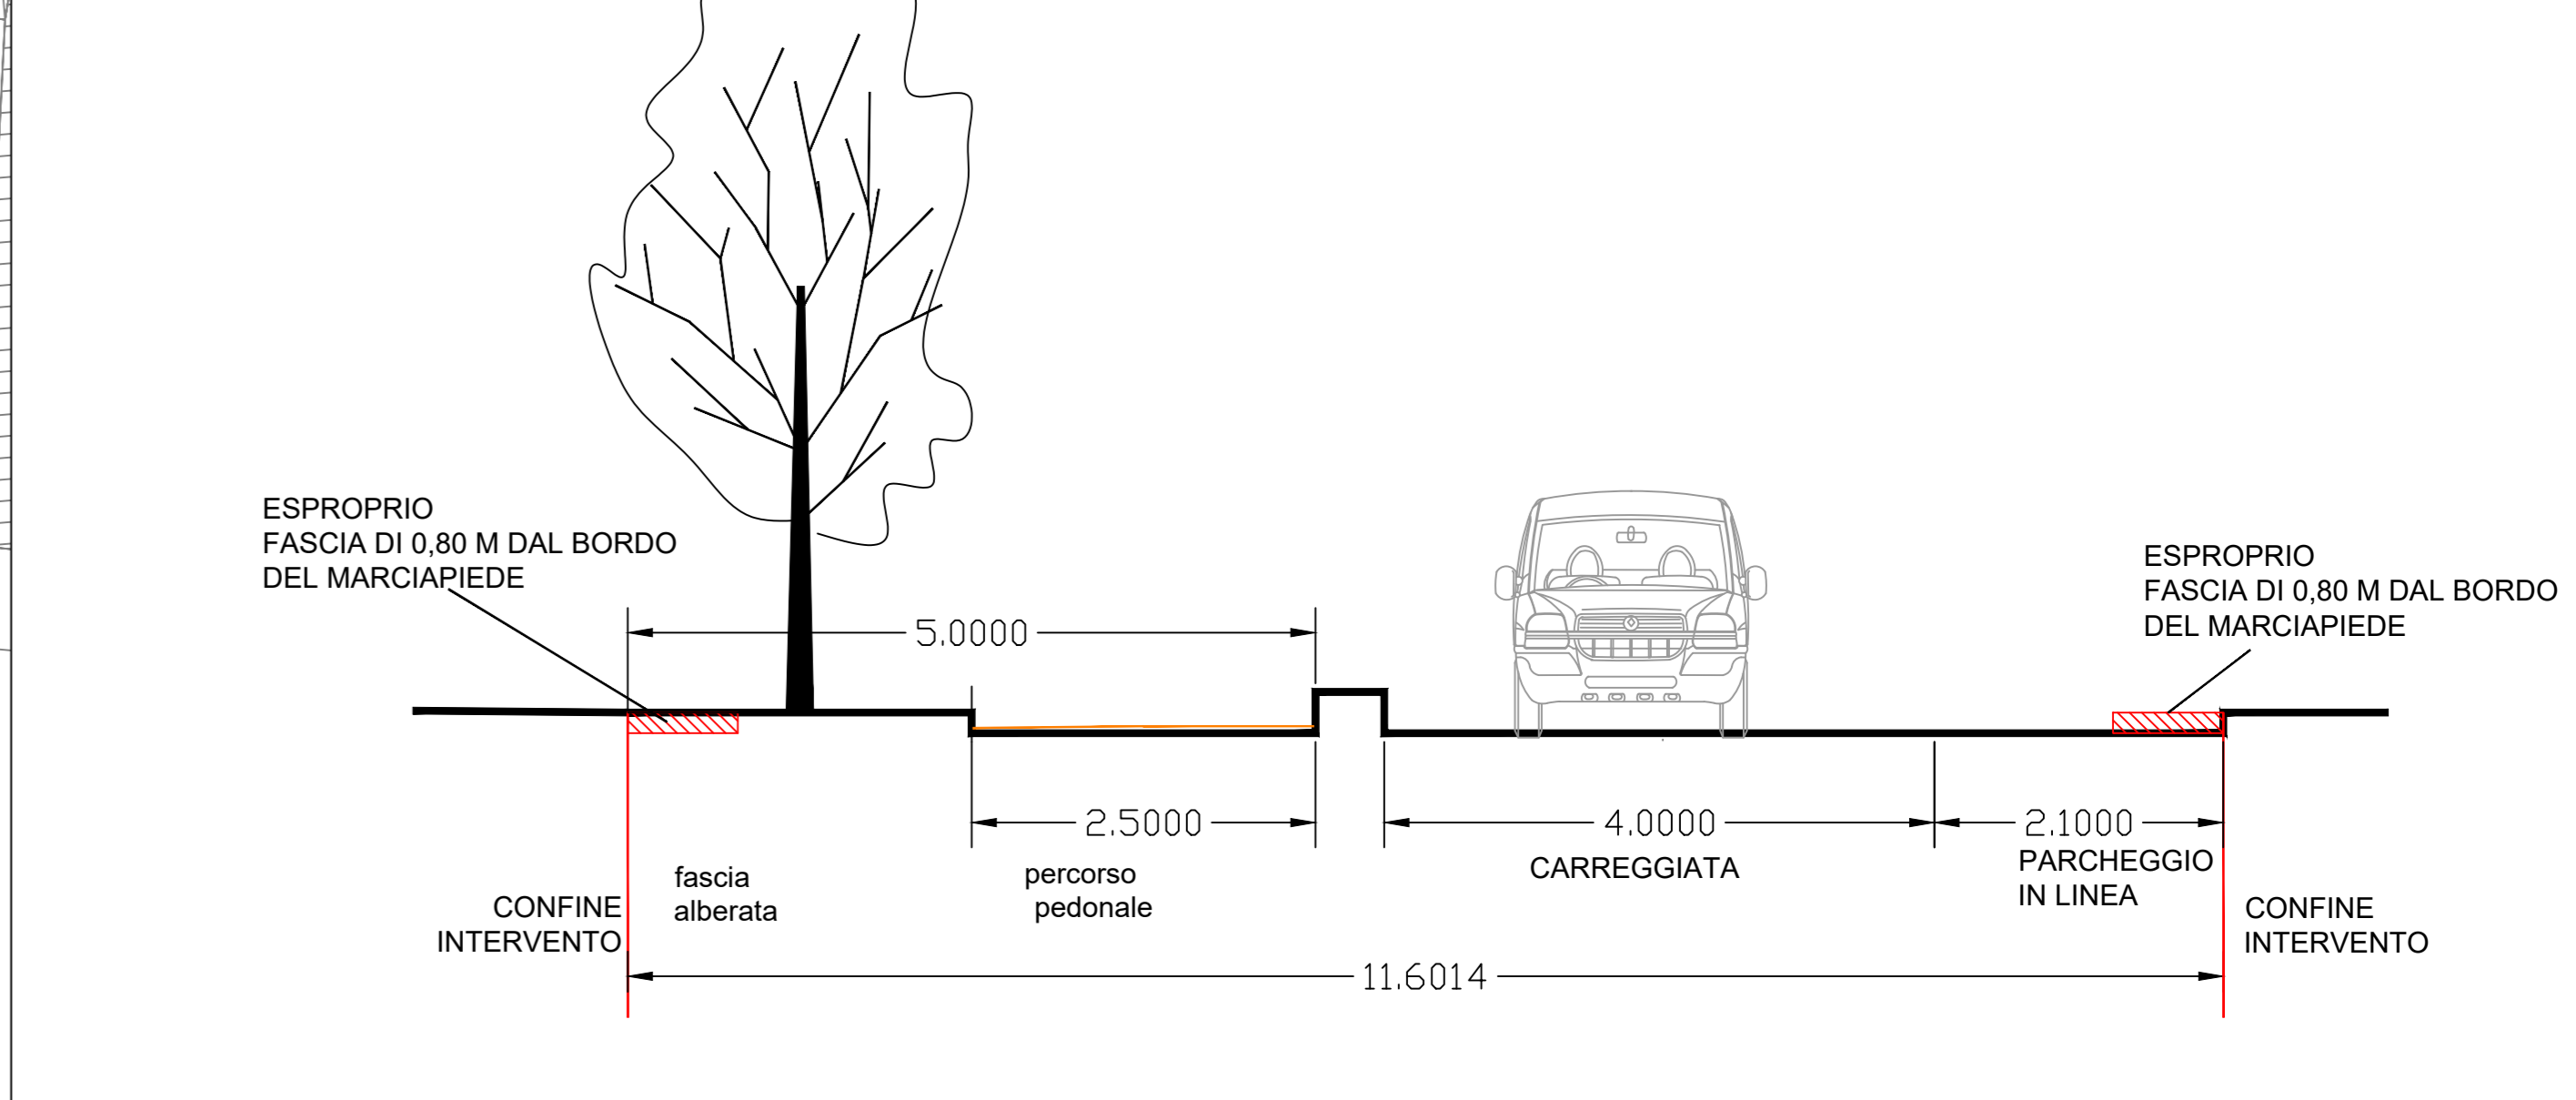 ESPROPRIO
FASCIA DI 0,80 M DAL BORDO
DEL MARCIAPIEDE
ESPROPRIO
FASCIA DI 0,80 M DAL BORDO
DEL MARCIAPIEDE
5.0000
2.5000
4.0000
2.1000
CARREGGIATA
PARCHEGGIO
IN LINEA
fascia
alberata
percorso
pedonale
CONFINE
INTERVENTO
CONFINE
INTERVENTO
11.6014